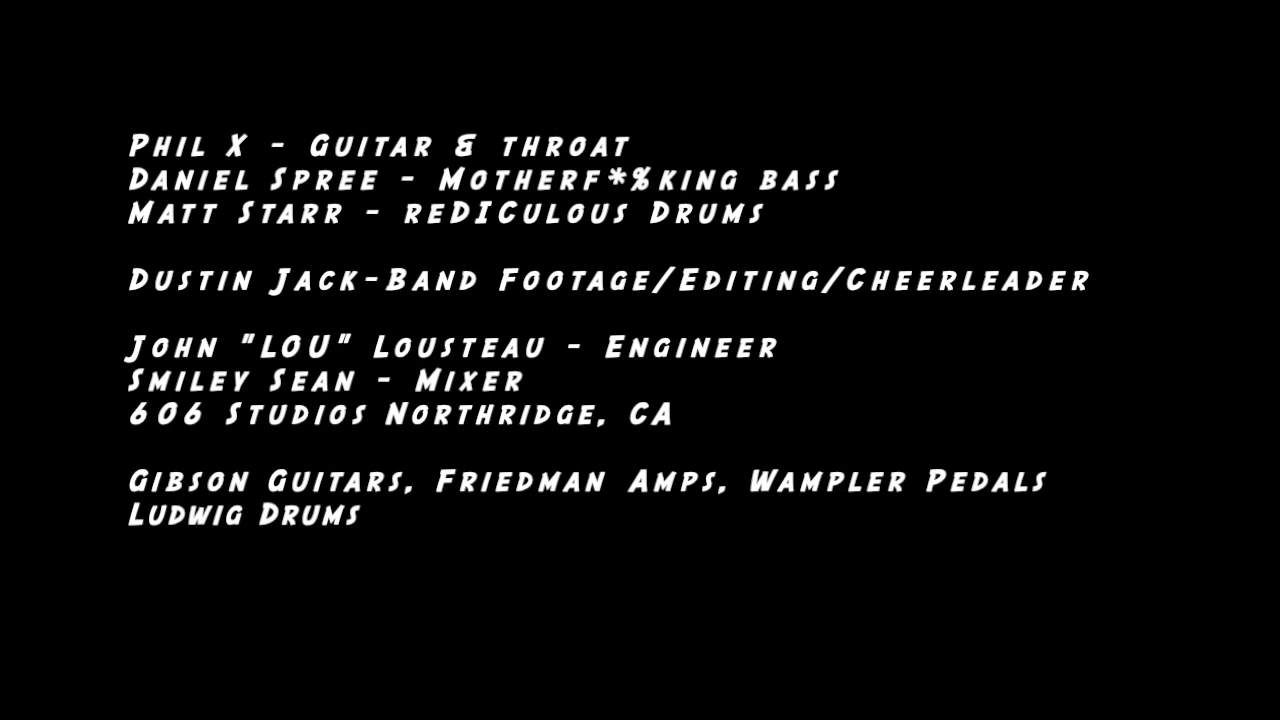 Phil X - Guitar & throat
Daniel Spree - Motherf*%king bass
Matt Starr - reDICulous Drums
Dustin Jack-Band Footage/Editing/Cheerleader
John "LOU" Lousteau - Engineer
Smiley Sean - Mixer
606 Studios Northridge, CA
Gibson Guitars, Friedman Amps, Wampler Pedals
Ludwig Drums